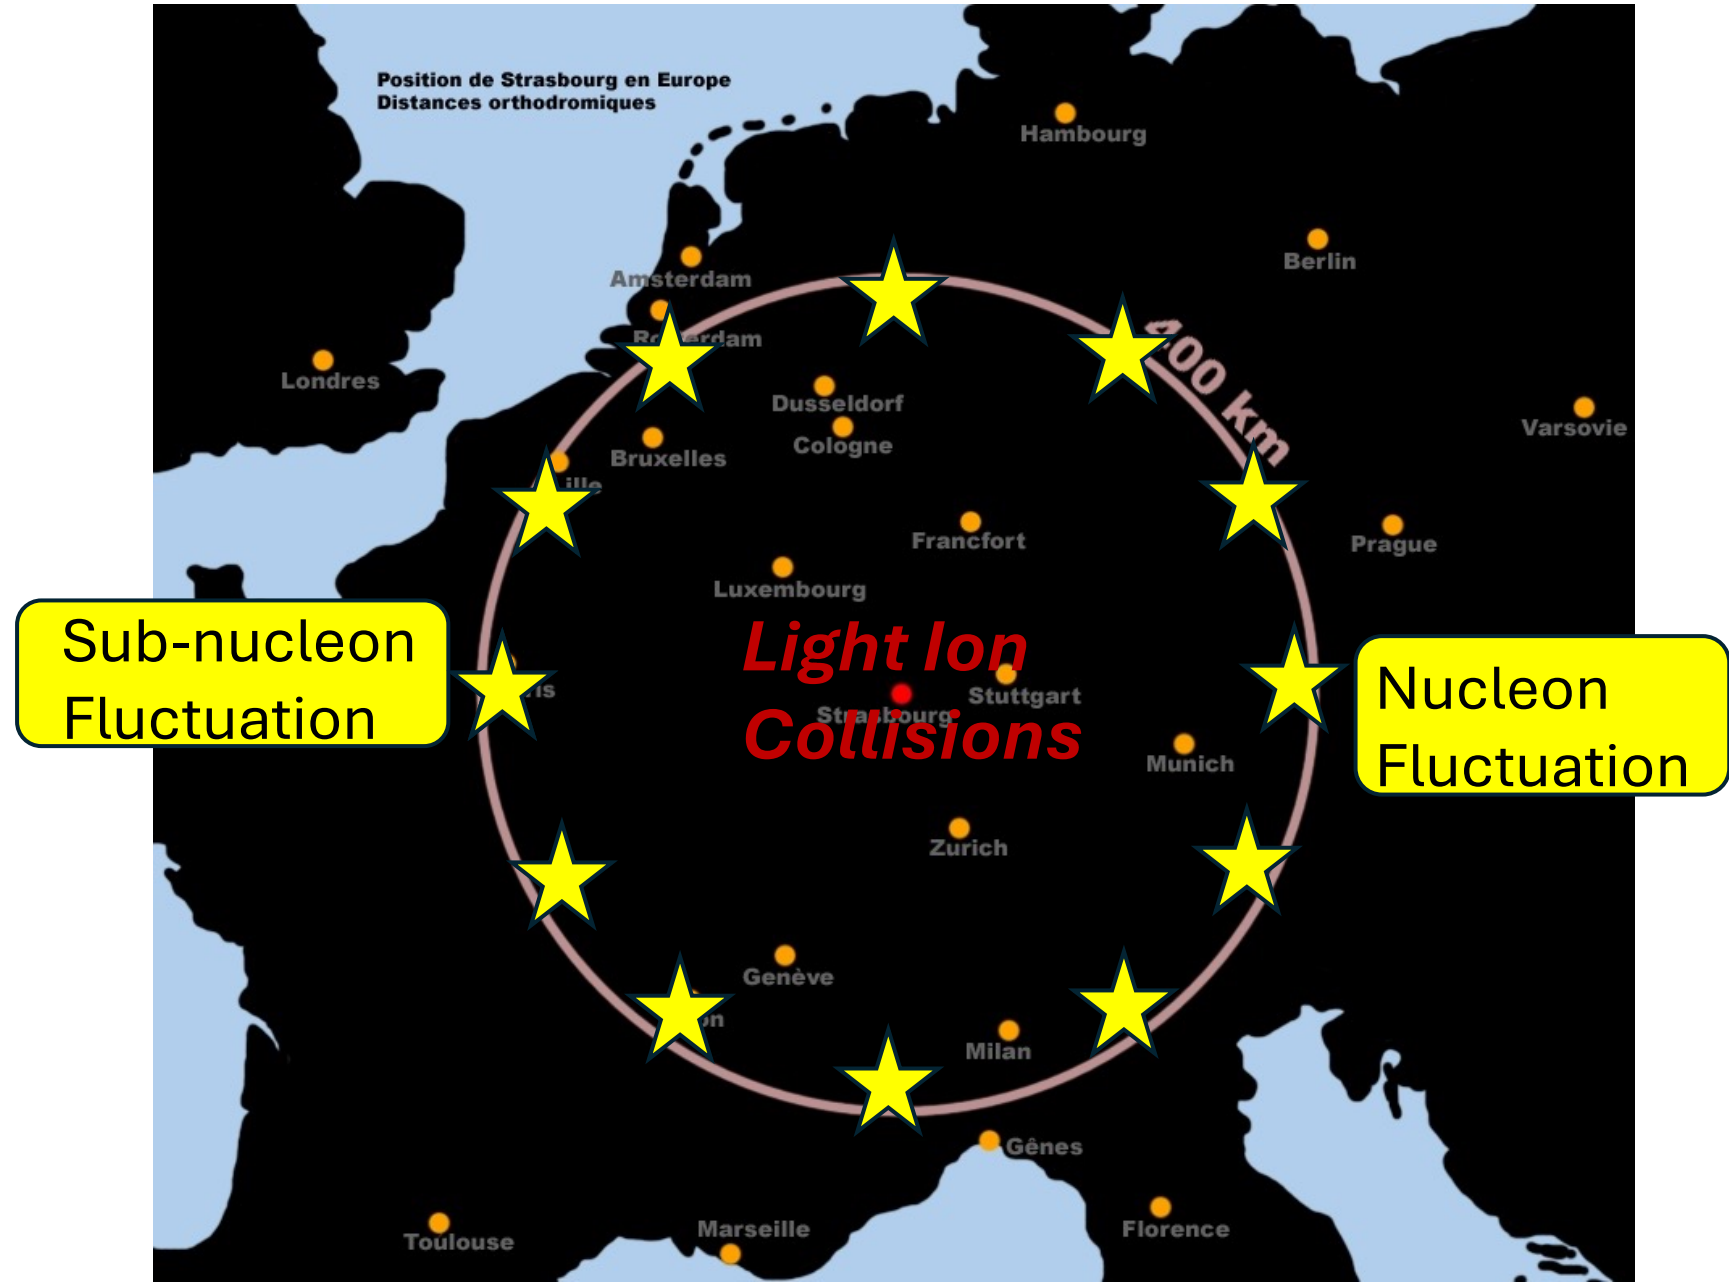 Position de Strasbourg en Europe
Distances orthodromiques
Hambourg
Berlin
Amsterdam
400 km
Londres
Dusseldorf
Varsovie
Cologne
Bruxelles
Francfort
Prague
Luxembourg
Sub-nucleon
Fluctuation
Light Ion
Collisions
Stuttgart
Strasbourg
Nucleon
Fluctuation
Munich
Zurich
Genève
Milan
Gênes
Toulouse
Marseille
Florence